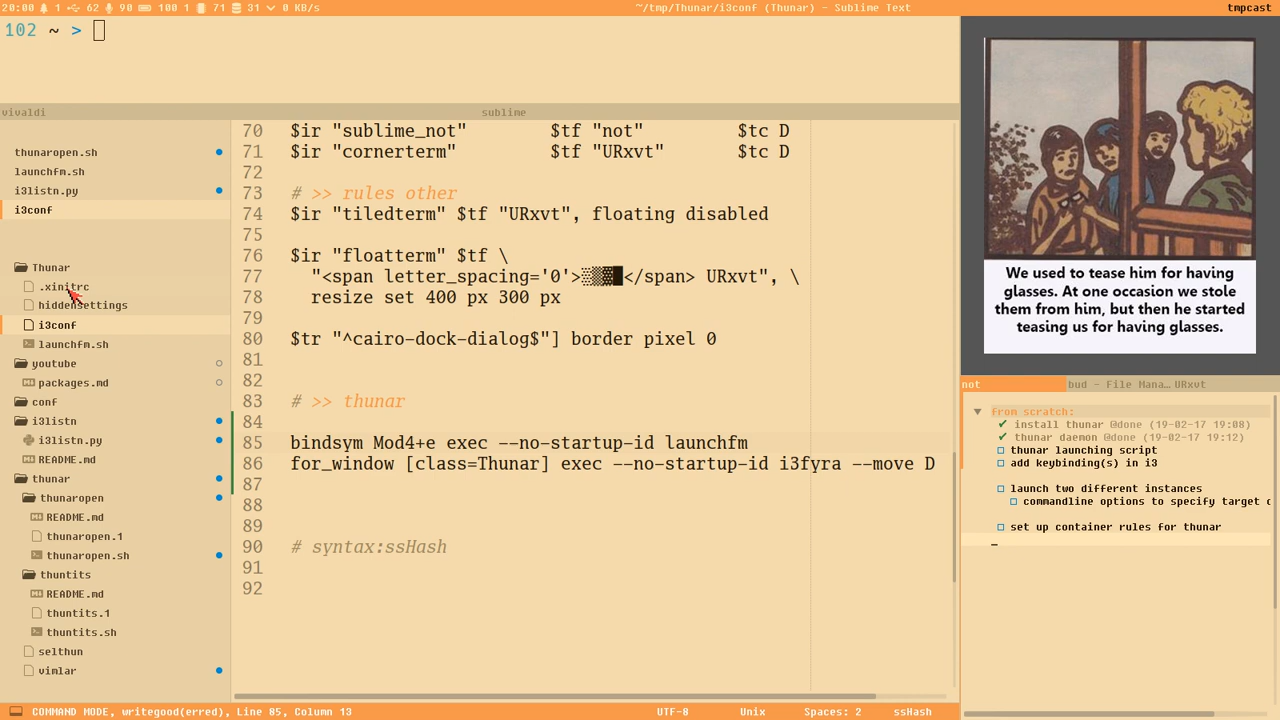 20:00 1 62 90 100 1 71 31 0 KB/s
~/tmp/Thunar/i3conf (Thunar) - Sublime Text
tmpcast
102 ~ >
vivaldi
sublime
thunaropen.sh
launchfm.sh
i3listn.py
i3conf
Thunar
.xinitrc
hiddensettings
i3conf
launchfm.sh
youtube
packages.md
conf
i3listn
i3listn.py
README.md
thunar
thunaropen
README.md
thunaropen.1
thunaropen.sh
thuntits
README.md
thuntits.1
thuntits.sh
selthun
vimlar
70 $ir "sublime_not" $tf "not" $tc D
71 $ir "cornerterm" $tf "URxvt" $tc D
72
73 # >> rules other
74 $ir "tiledterm" $tf "URxvt", floating disabled
75
76 $ir "floatterm" $tf \
77 "<span letter_spacing='0'>░▒▓█</span> URxvt", \
78 resize set 400 px 300 px
79
80 $tr "^cairo-dock-dialog$"] border pixel 0
81
82
83 # >> thunar
84
85 bindsym Mod4+e exec --no-startup-id launchfm
86 for_window [class=Thunar] exec --no-startup-id i3fyra --move D
87
88
89
90 # syntax:ssHash
91
92
We used to tease him for having
glasses. At one occasion we stole
them from him, but then he started
teasing us for having glasses.
not
bud - File Mana… URxvt
▼ from scratch:
✔ install thunar @done (19-02-17 19:08)
✔ thunar daemon @done (19-02-17 19:12)
☐ thunar launching script
☐ add keybinding(s) in i3
☐ launch two different instances
☐ commandline options to specify target
☐ set up container rules for thunar
_
COMMAND MODE, writegood(erred), Line 85, Column 13
UTF-8
Unix
Spaces: 2
ssHash